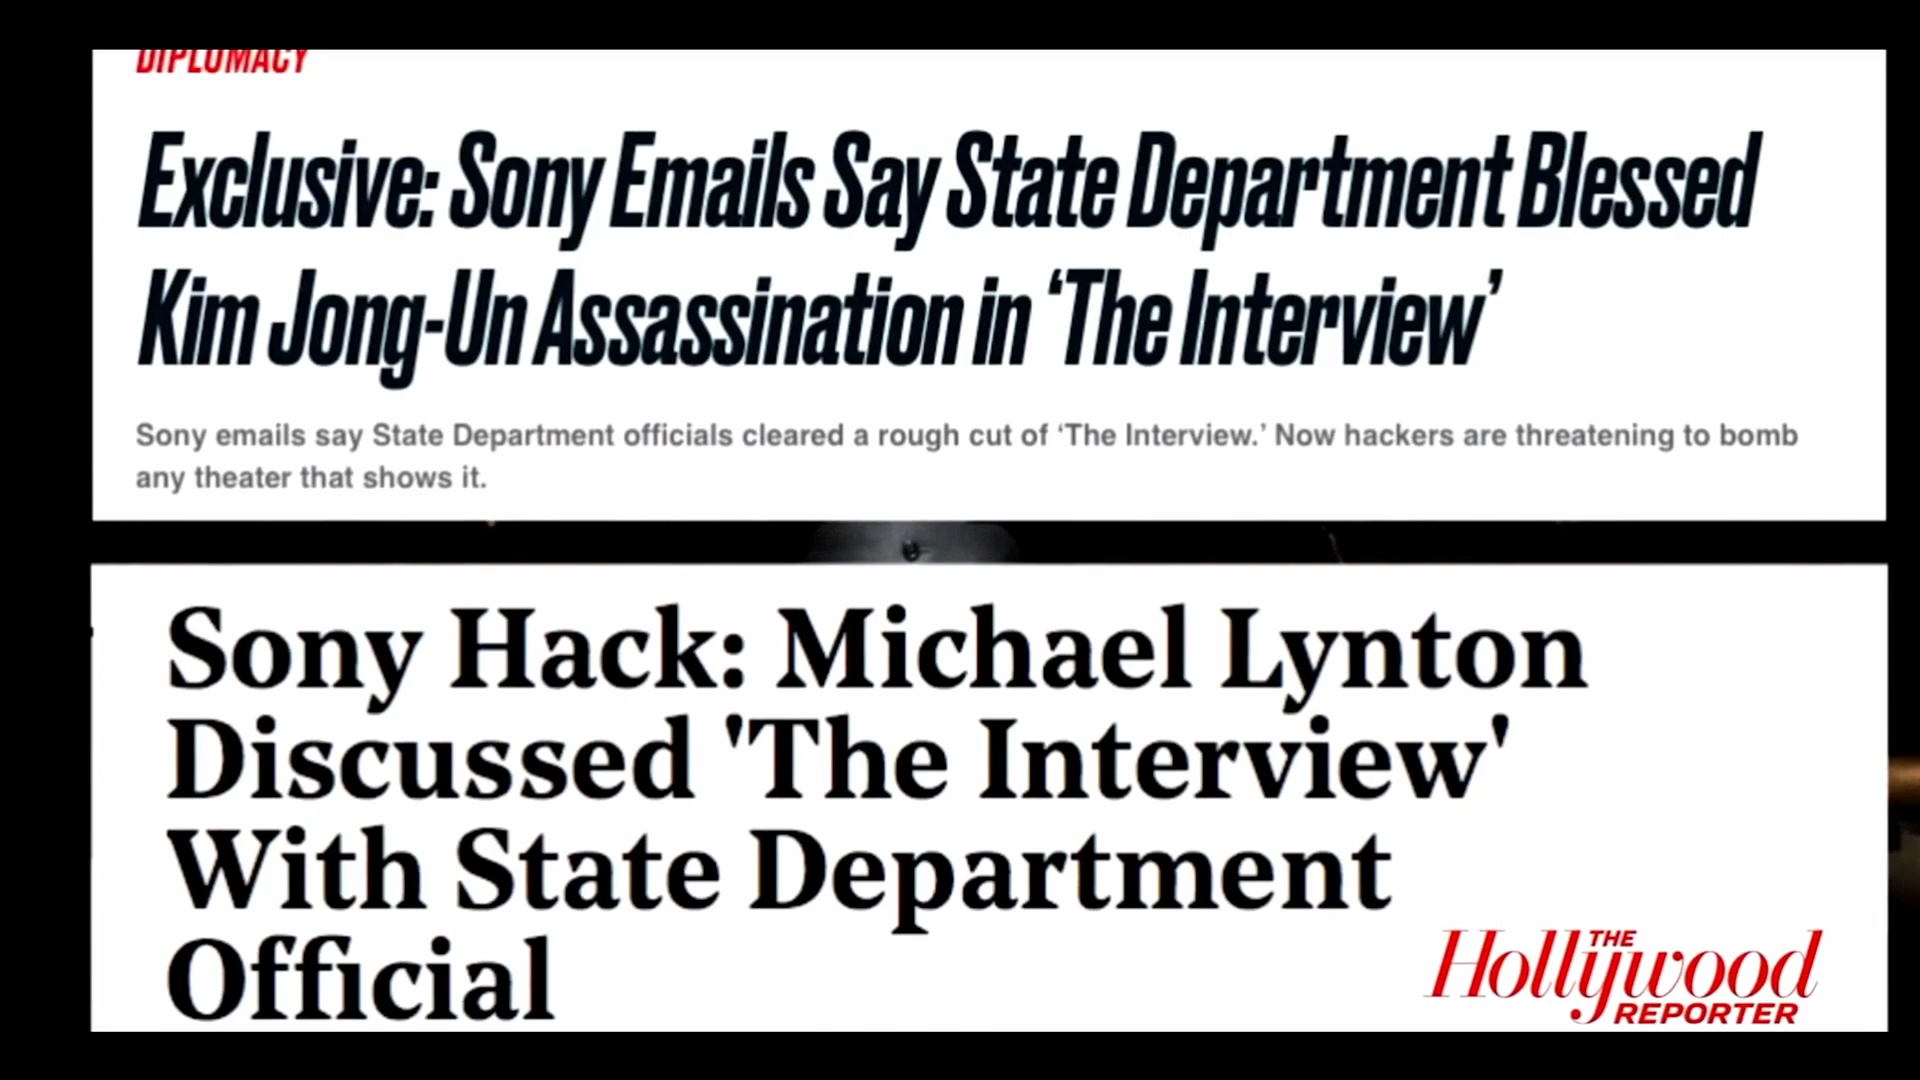 DIPLOMACY
Exclusive: Sony Emails Say State Department Blessed
Kim Jong-Un Assassination in ‘The Interview’
Sony emails say State Department officials cleared a rough cut of ‘The Interview.’ Now hackers are threatening to bomb
any theater that shows it.
Sony Hack: Michael Lynton
Discussed 'The Interview'
With State Department
Official
THE
Hollywood
REPORTER